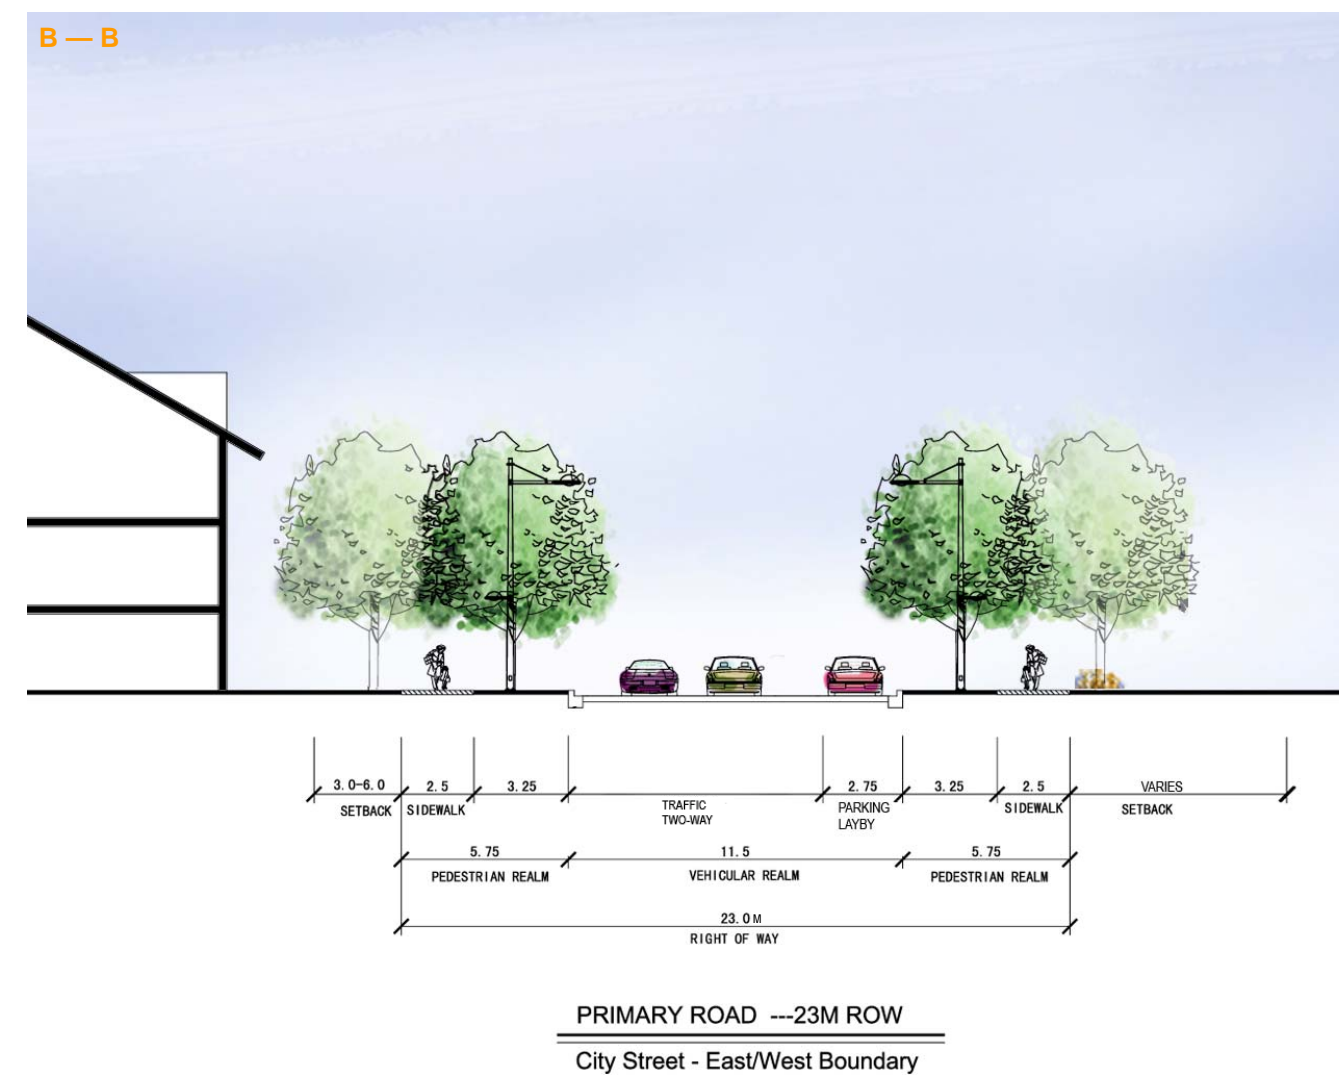 B — B
3.0-6.0 2.5 3.25 2.75 3.25 2.5 VARIES
SETBACK SIDEWALK TRAFFIC TWO-WAY PARKING LAYBY SIDEWALK SETBACK
5.75 11.5 5.75
PEDESTRIAN REALM VEHICULAR REALM PEDESTRIAN REALM
23.0M
RIGHT OF WAY
PRIMARY ROAD ---23M ROW
City Street - East/West Boundary